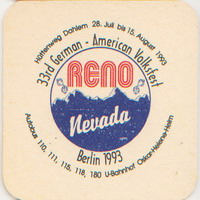 Hüttenweg Dahlem 28. Juli bis 15. August 1993
33rd German - American Volksfest
RENO
Nevada
Berlin 1993
Autobus 110, 111, 115, 118, 180 U-Bahnhof Oskar-Helene-Heim